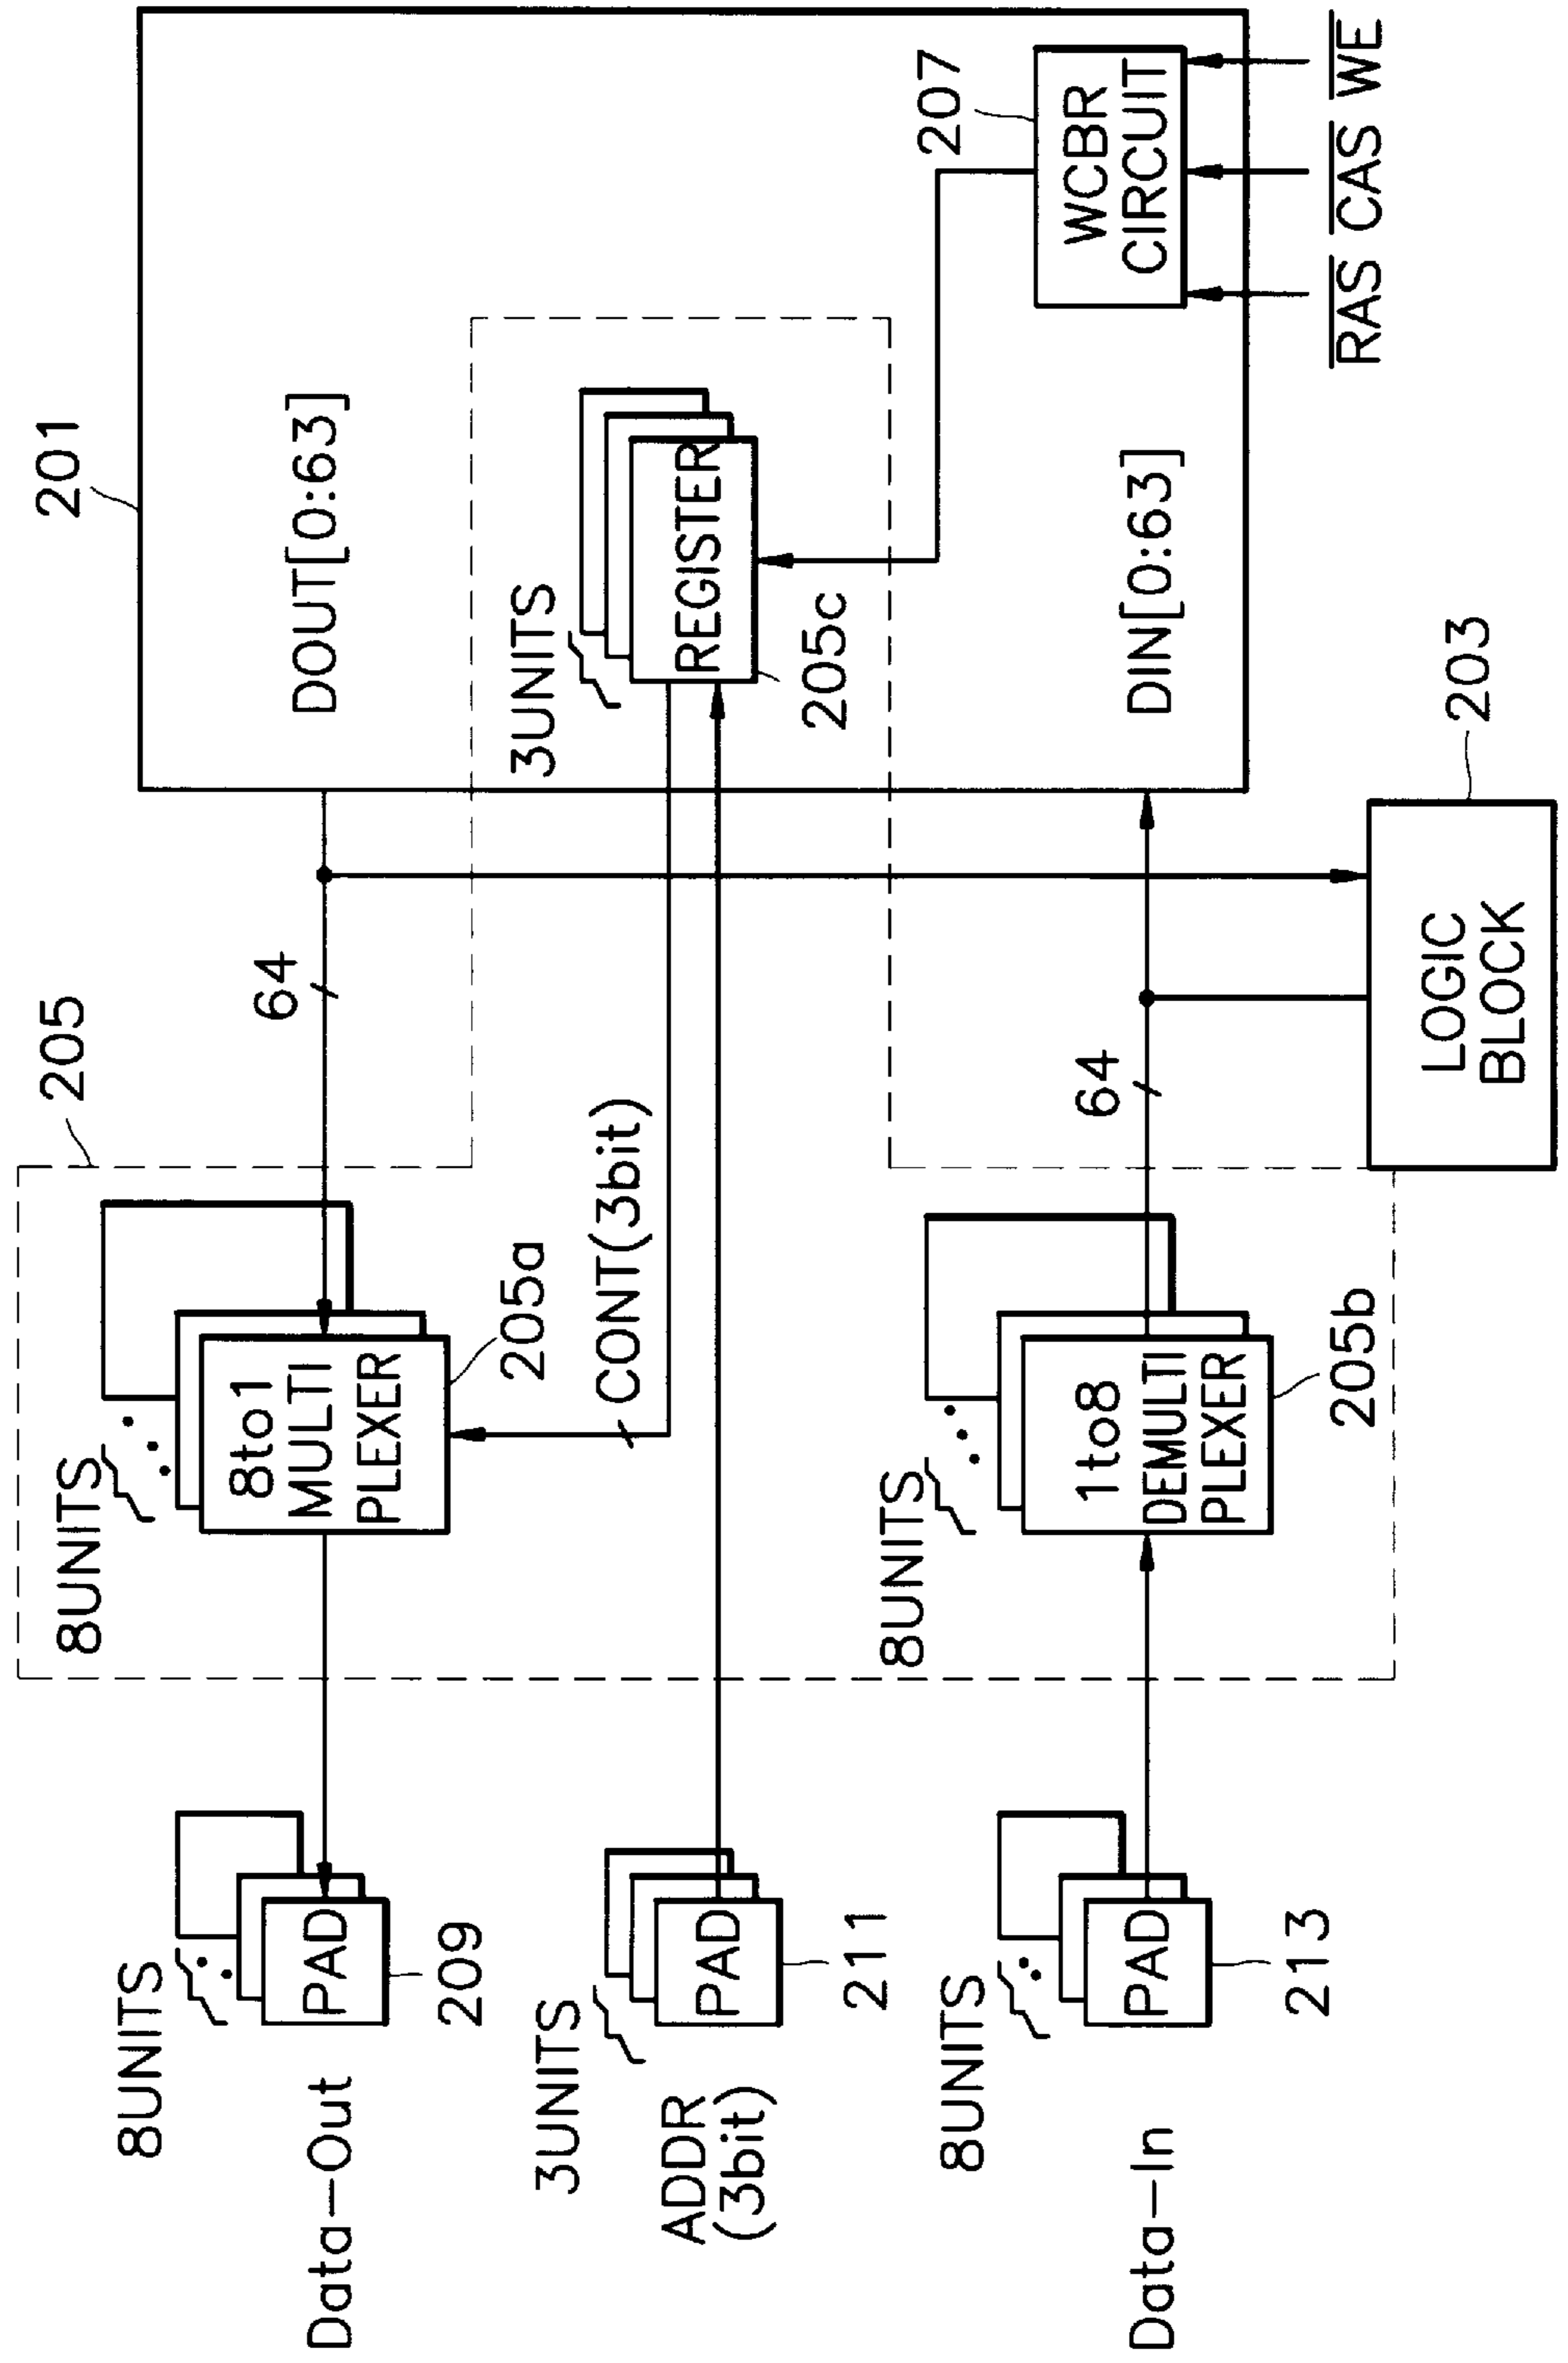 201
DOUT[0:63]
3UNITS
REGISTER
205c
DIN[0:63]
207
WCBR
CIRCUIT
RAS CAS WE
205
64
64
203
LOGIC
BLOCK
8UNITS
8to1
MULTI
PLEXER
205a
CONT(3bit)
8UNITS
1to8
DEMULTI
PLEXER
205b
8UNITS
PAD
209
Data-Out
3UNITS
PAD
211
ADDR
(3bit)
8UNITS
PAD
213
Data-In